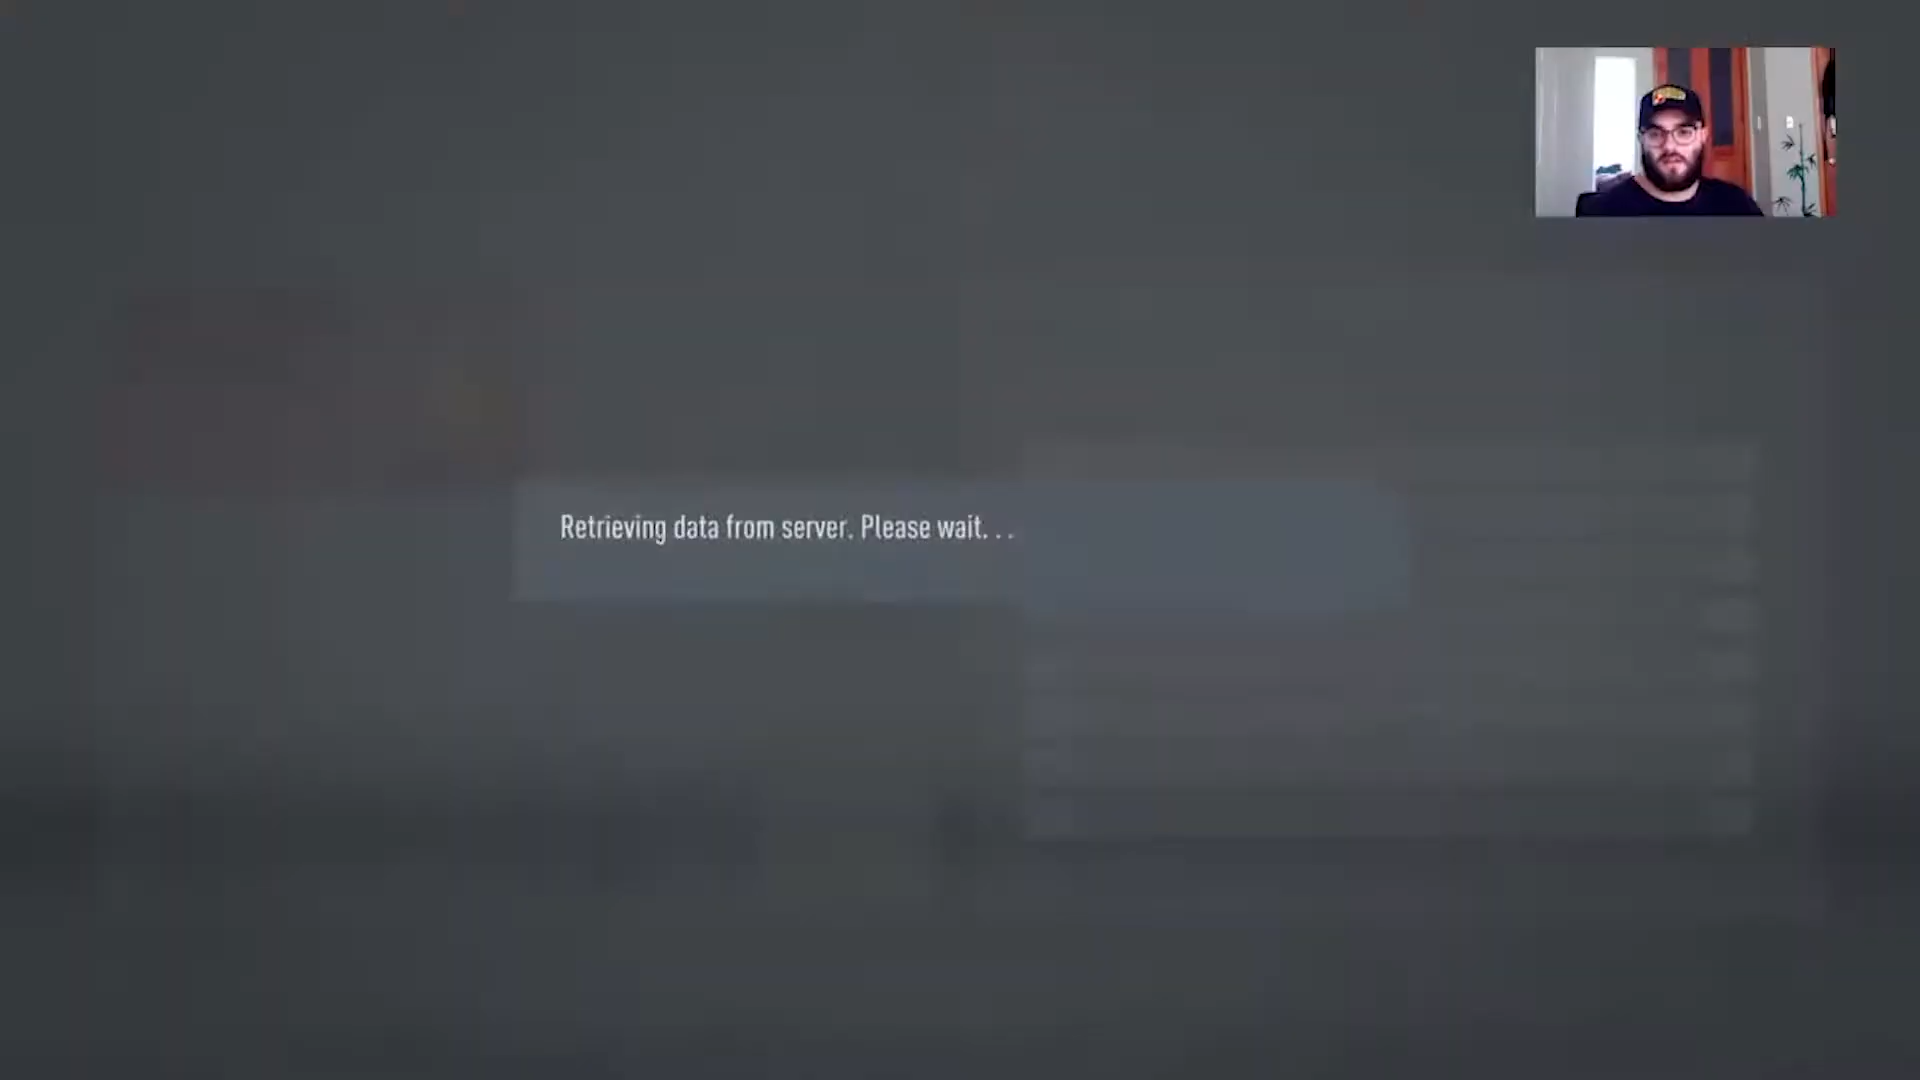 Retrieving data from server. Please wait. . .